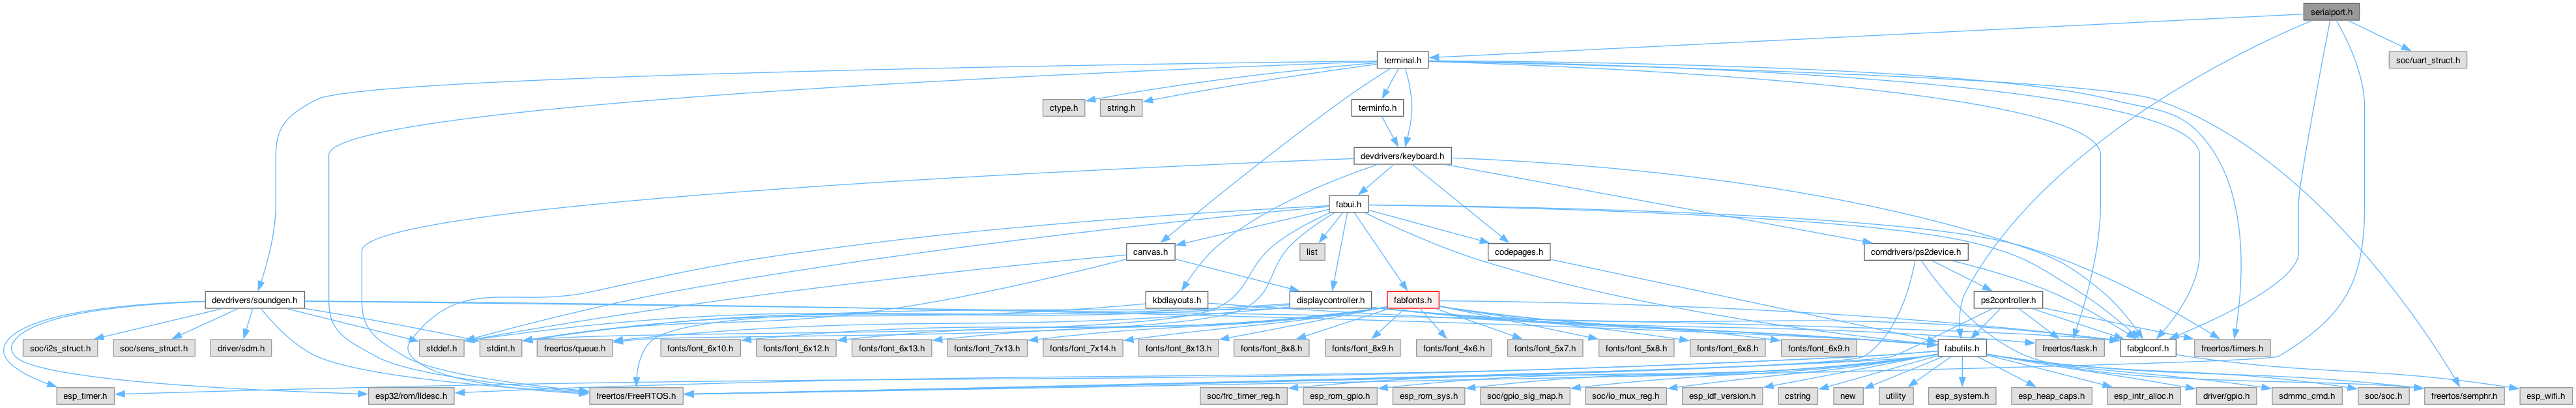 serialport.h
terminal.h
soc/uart_struct.h
ctype.h
string.h
terminfo.h
devdrivers/keyboard.h
fabui.h
canvas.h
list
codepages.h
comdrivers/ps2device.h
devdrivers/soundgen.h
kbdlayouts.h
displaycontroller.h
fabfonts.h
ps2controller.h
soc/i2s_struct.h
soc/sens_struct.h
driver/sdm.h
stddef.h
stdint.h
freertos/queue.h
fonts/font_6x10.h
fonts/font_6x12.h
fonts/font_6x13.h
fonts/font_7x13.h
fonts/font_7x14.h
fonts/font_8x13.h
fonts/font_8x8.h
fonts/font_8x9.h
fonts/font_4x6.h
fonts/font_5x7.h
fonts/font_5x8.h
fonts/font_6x8.h
fonts/font_6x9.h
fabutils.h
freertos/task.h
fabglconf.h
freertos/timers.h
esp_timer.h
esp32/rom/lldesc.h
freertos/FreeRTOS.h
soc/frc_timer_reg.h
esp_rom_gpio.h
esp_rom_sys.h
soc/gpio_sig_map.h
soc/io_mux_reg.h
esp_idf_version.h
cstring
new
utility
esp_system.h
esp_heap_caps.h
esp_intr_alloc.h
driver/gpio.h
sdmmc_cmd.h
soc/soc.h
freertos/semphr.h
esp_wifi.h